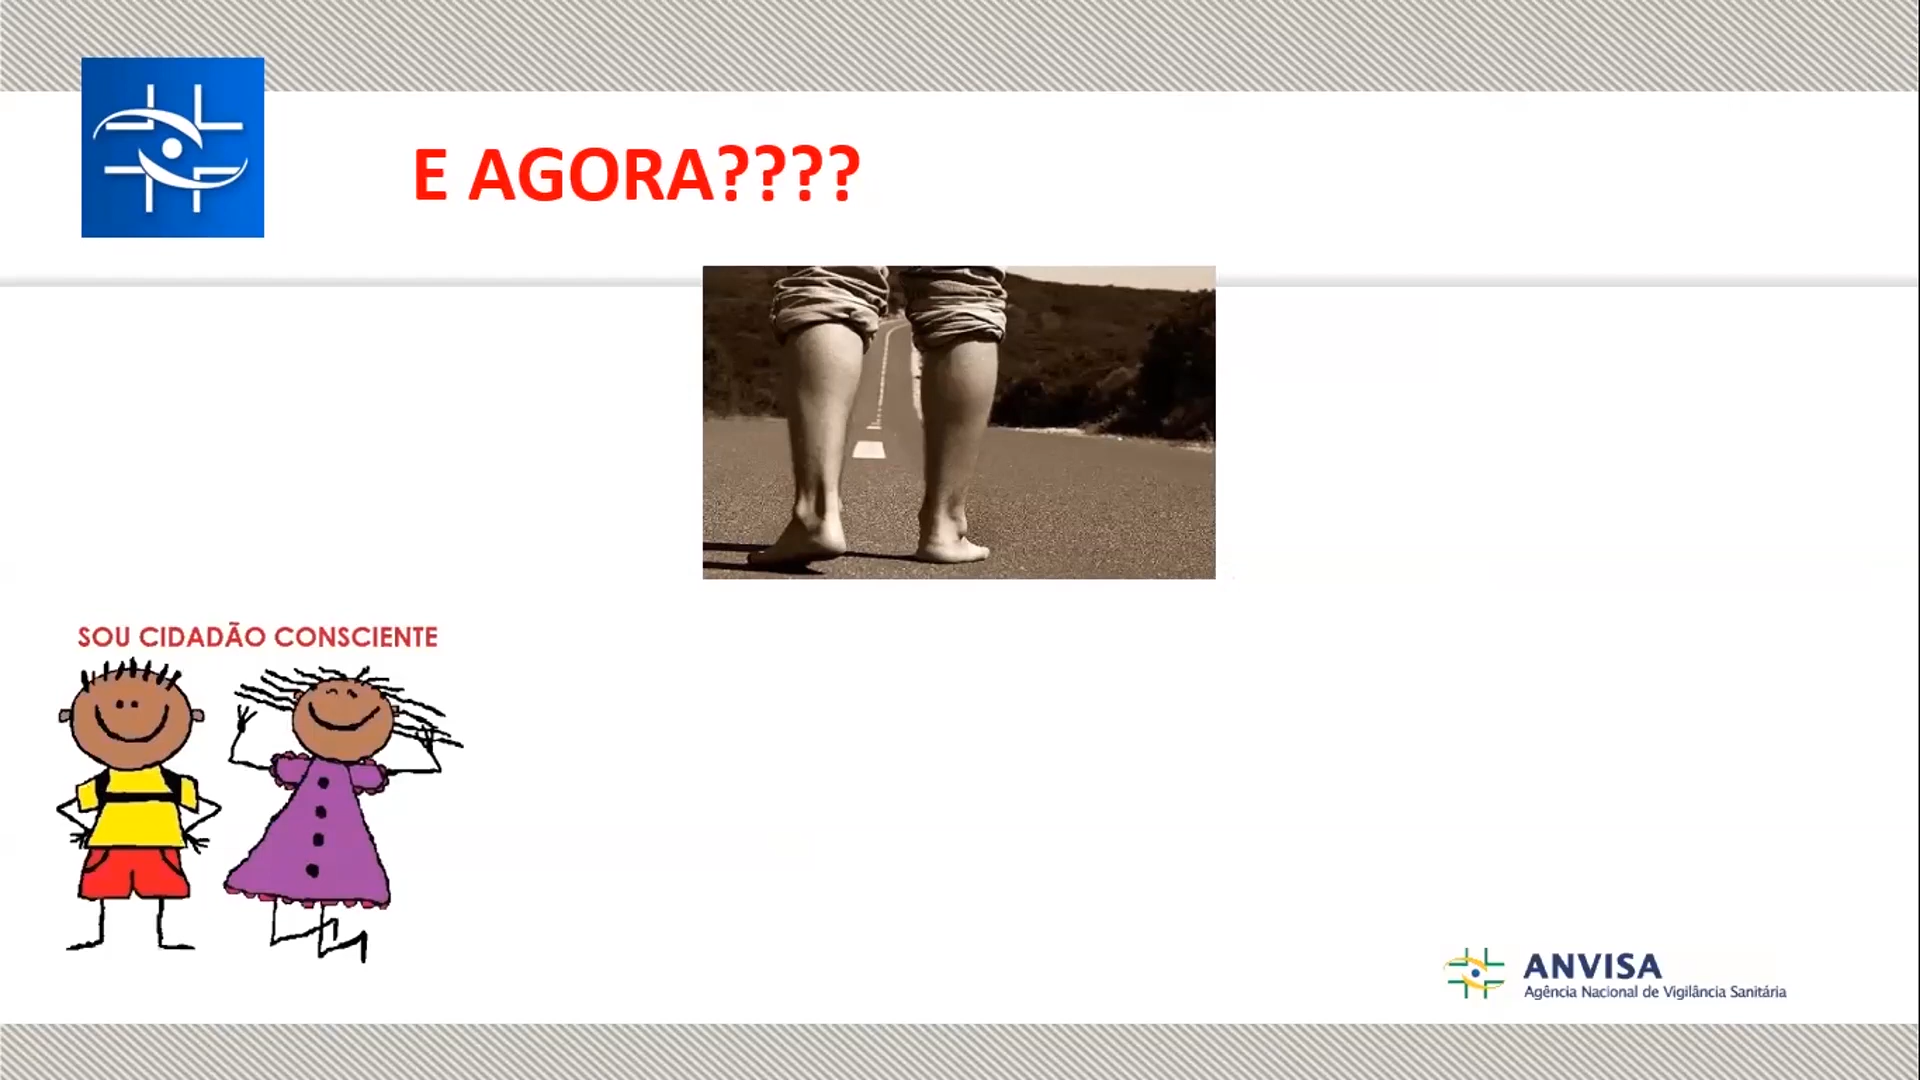 E AGORA????
SOU CIDADÃO CONSCIENTE
ANVISA
Agência Nacional de Vigilância Sanitária